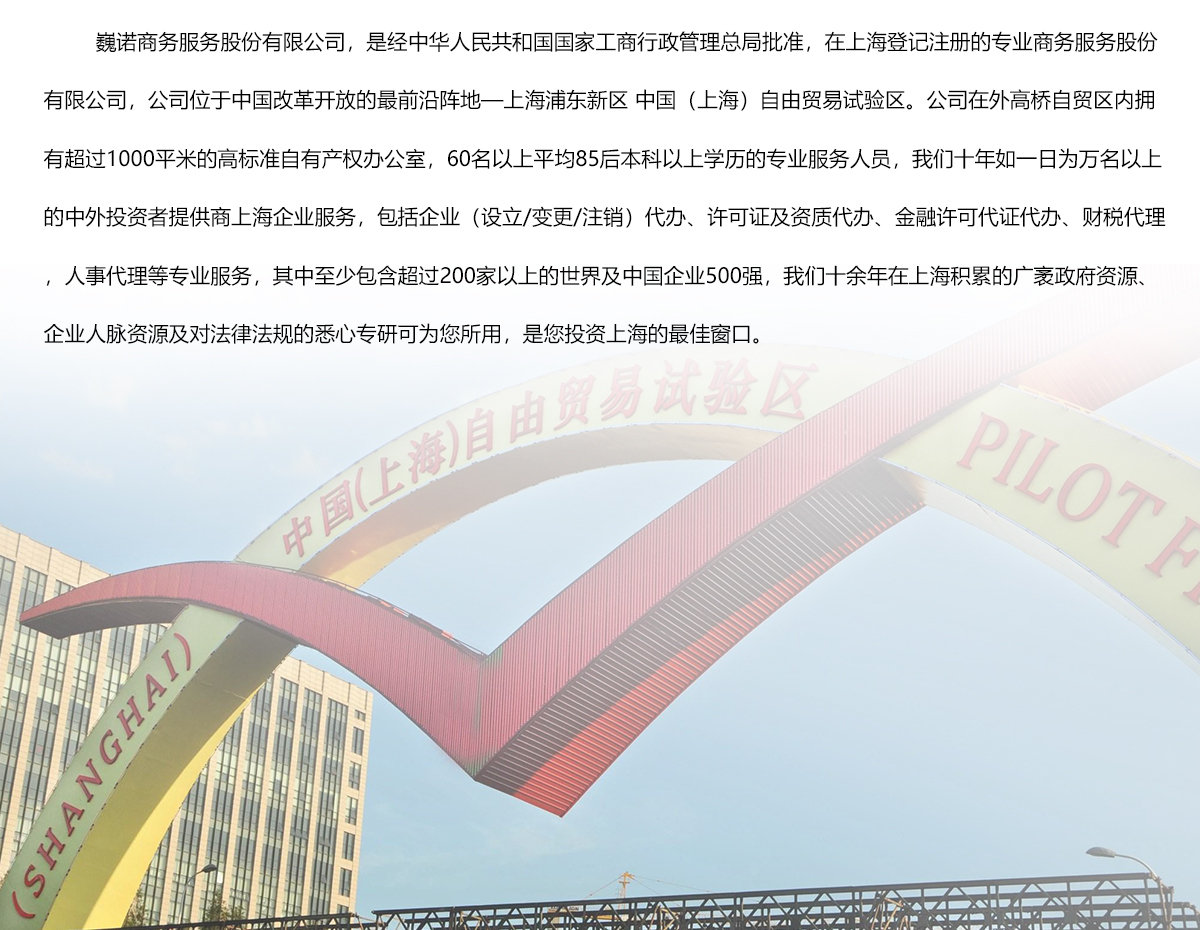 巍诺商务服务股份有限公司，是经中华人民共和国国家工商行政管理总局批准，在上海登记注册的专业商务服务股份
有限公司，公司位于中国改革开放的最前沿阵地—上海浦东新区 中国（上海）自由贸易试验区。公司在外高桥自贸区内拥
有超过1000平米的高标准自有产权办公室，60名以上平均85后本科以上学历的专业服务人员，我们十年如一日为万名以上
的中外投资者提供商上海企业服务，包括企业（设立/变更/注销）代办、许可证及资质代办、金融许可代证代办、财税代理
，人事代理等专业服务，其中至少包含超过200家以上的世界及中国企业500强，我们十余年在上海积累的广袤政府资源、
企业人脉资源及对法律法规的悉心专研可为您所用，是您投资上海的最佳窗口。
中国(上海)自由贸易试验区
PILOT F
(SHANGHAI)